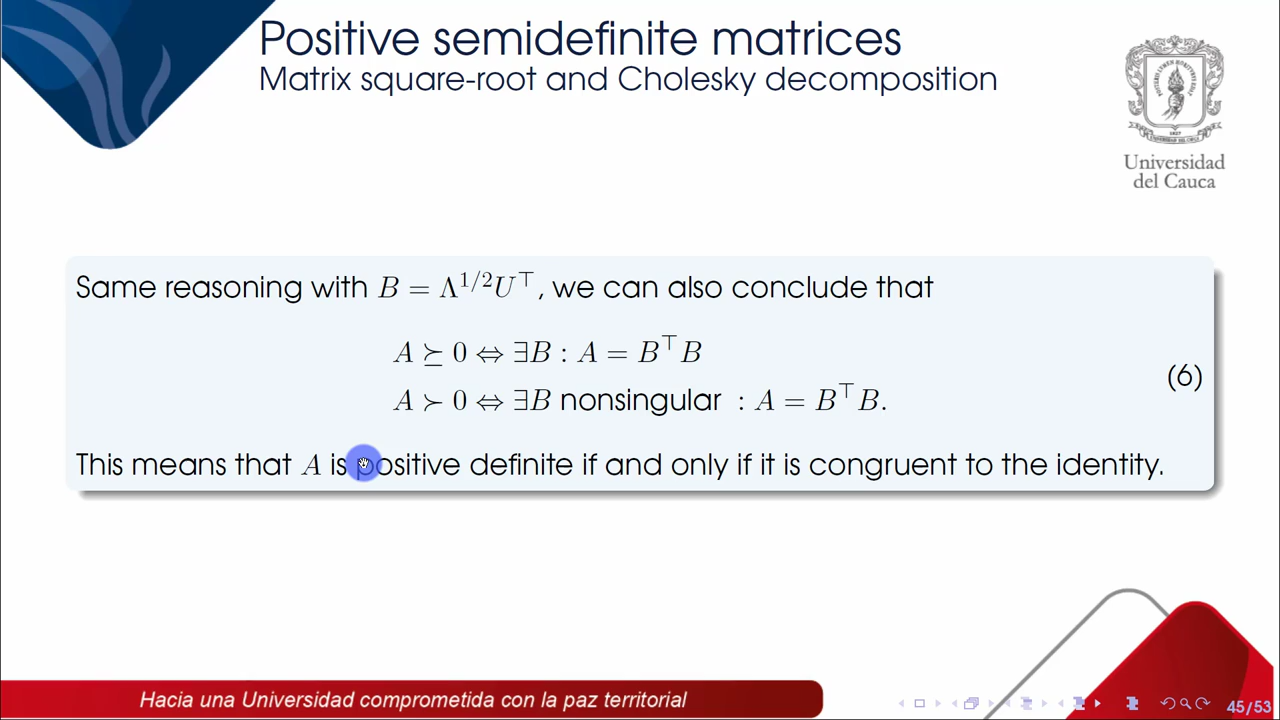 Positive semidefinite matrices
Matrix square-root and Cholesky decomposition
Universidad
del Cauca
Same reasoning with B = Λ^{1/2}U^⊤, we can also conclude that
A ⪰ 0 ⇔ ∃B : A = B^⊤B
A ≻ 0 ⇔ ∃B nonsingular : A = B^⊤B.
(6)
This means that A is positive definite if and only if it is congruent to the identity.
Hacia una Universidad comprometida con la paz territorial
45/53